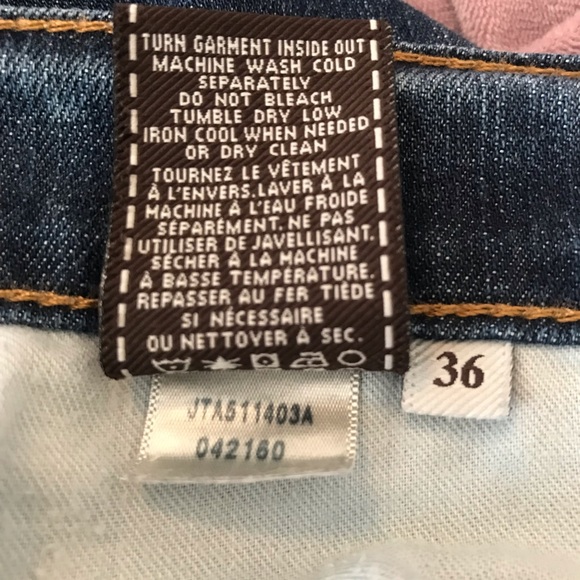 TURN GARMENT INSIDE OUT
MACHINE WASH COLD
SEPARATELY
DO NOT BLEACH
TUMBLE DRY LOW
IRON COOL WHEN NEEDED
OR DRY CLEAN
TOURNEZ LE VÊTEMENT
À L'ENVERS.LAVER À LA
MACHINE À L'EAU FROIDE
SÉPARÉMENT. NE PAS
UTILISER DE JAVELLISANT.
SÉCHER À LA MACHINE
À BASSE TEMPÉRATURE.
REPASSER AU FER TIÈDE
SI NÉCESSAIRE
OU NETTOYER À SEC.
36
JTA511403A
042160